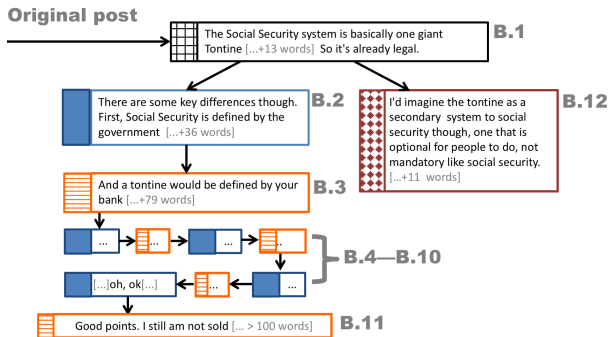 Original post
The Social Security system is basically one giant
Tontine [...+13 words]  So it's already legal.
B.1
There are some key differences though.
First, Social Security is defined by the
government  [...+36 words]
B.2
I'd imagine the tontine as a
secondary  system to social
security though, one that is
optional for people to do, not
mandatory like social security.
[...+11  words]
B.12
And a tontine would be defined by your
bank [...+79 words]
B.3
...
...
...
..
B.4—B.10
[...]oh, ok[...]
...
...
Good points. I still am not sold [... > 100 words]
B.11